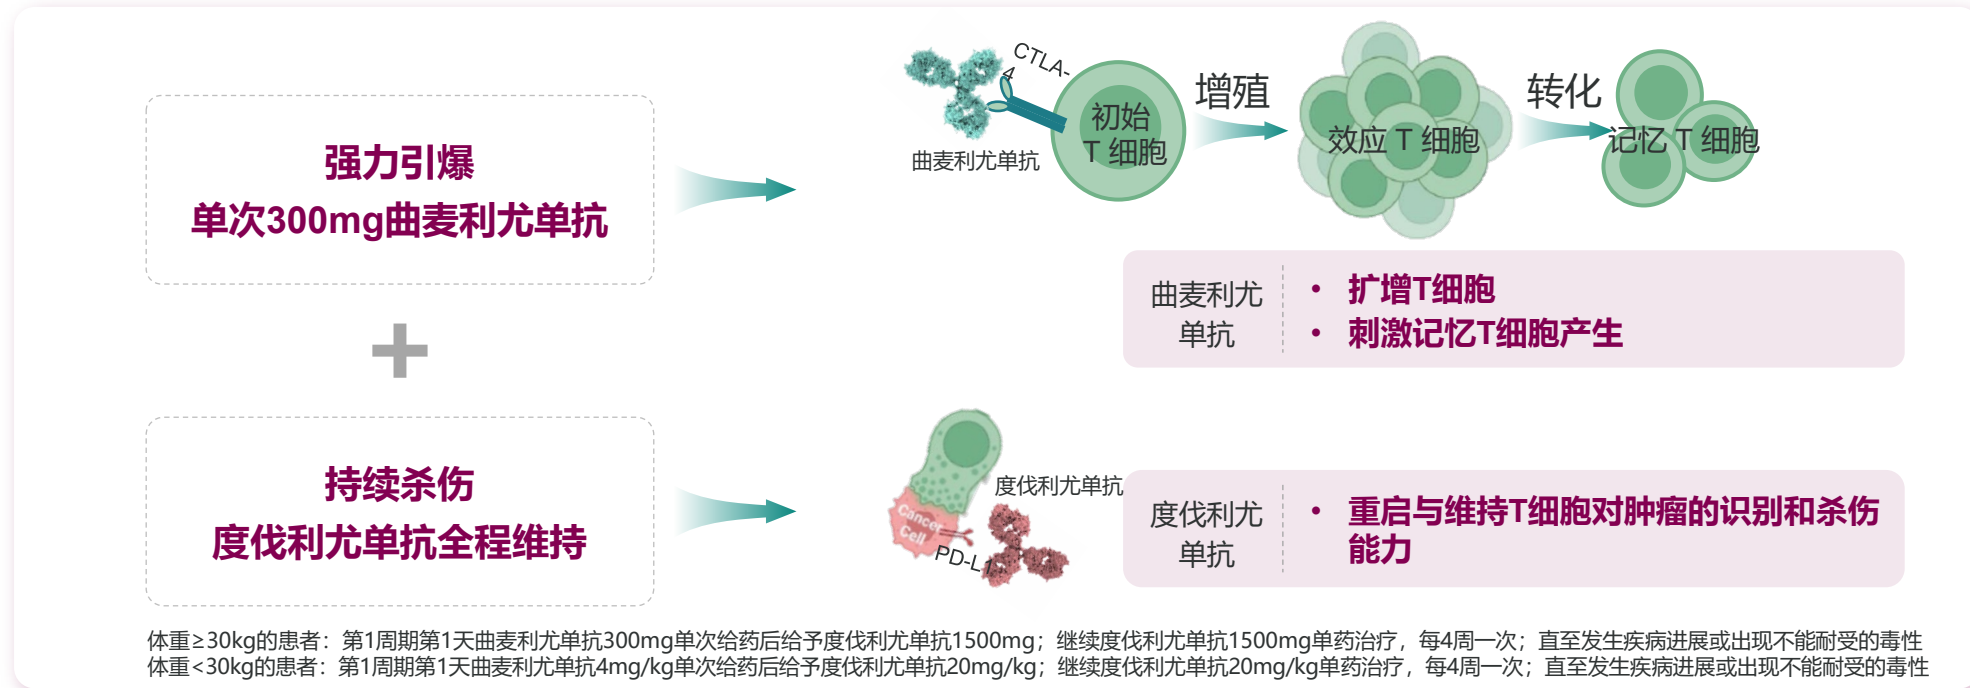 强力引爆
单次300mg曲麦利尤单抗
CTLA-
4
曲麦利尤单抗
初始
T 细胞
增殖
效应 T 细胞
转化
记忆 T 细胞
曲麦利尤
单抗
• 扩增T细胞
• 刺激记忆T细胞产生
+
持续杀伤
度伐利尤单抗全程维持
Cancer
Cell
PD-L1
度伐利尤单抗
度伐利尤
单抗
• 重启与维持T细胞对肿瘤的识别和杀伤
能力
体重≥30kg的患者：第1周期第1天曲麦利尤单抗300mg单次给药后给予度伐利尤单抗1500mg；继续度伐利尤单抗1500mg单药治疗，每4周一次；直至发生疾病进展或出现不能耐受的毒性
体重<30kg的患者：第1周期第1天曲麦利尤单抗4mg/kg单次给药后给予度伐利尤单抗20mg/kg；继续度伐利尤单抗20mg/kg单药治疗，每4周一次；直至发生疾病进展或出现不能耐受的毒性